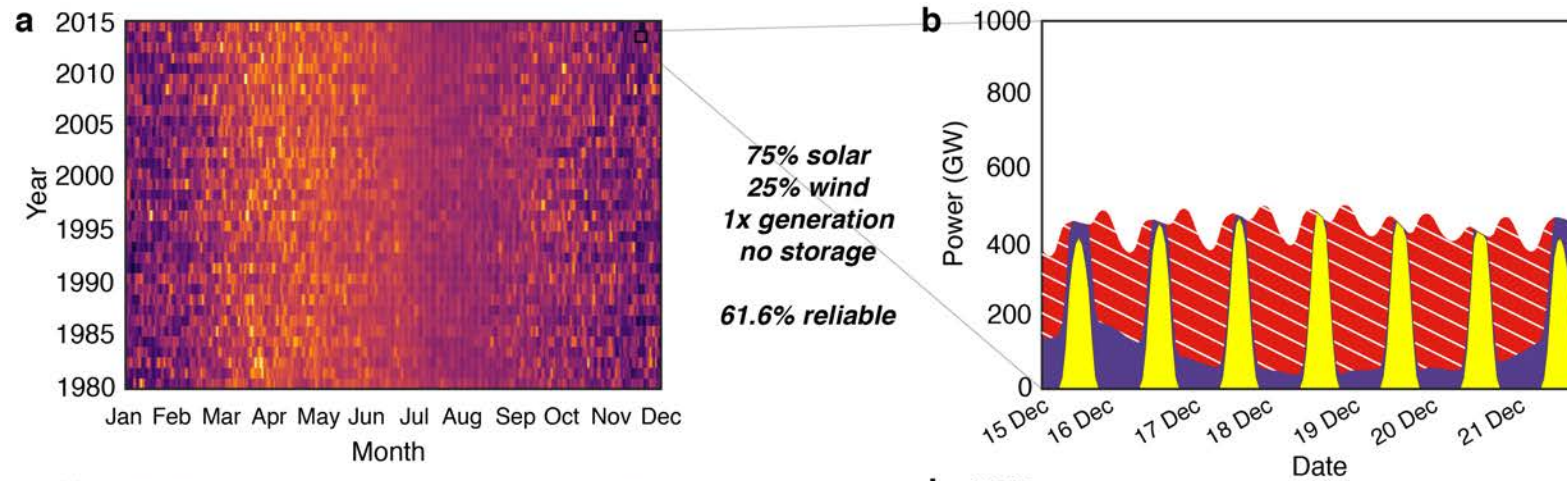 a
2015
2010
2005
2000
1995
1990
1985
1980
Year
Jan Feb Mar Apr May Jun Jul Aug Sep Oct Nov Dec
Month
75% solar
25% wind
1x generation
no storage
61.6% reliable
b
1000
800
600
400
200
0
Power (GW)
15 Dec
16 Dec
17 Dec
18 Dec
19 Dec
20 Dec
21 Dec
Date